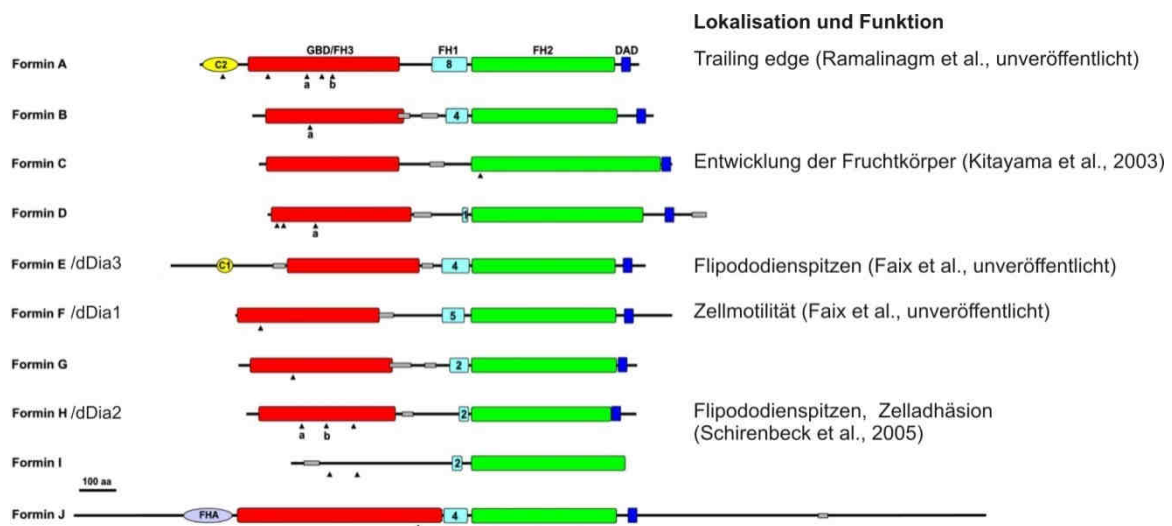 Lokalisation und Funktion
GBD/FH3 FH1 FH2 DAD
Formin A C2 8 Trailing edge (Ramalinagm et al., unveröffentlicht)
a b
Formin B 4
a
Formin C Entwicklung der Fruchtkörper (Kitayama et al., 2003)
Formin D 1
a
Formin E /dDia3 C1 4 Flipododienspitzen (Faix et al., unveröffentlicht)
Formin F /dDia1 5 Zellmotilität (Faix et al., unveröffentlicht)
Formin G 2
Formin H /dDia2 2 Flipododienspitzen, Zelladhäsion
(Schirenbeck et al., 2005)
a b
Formin I 2
100 aa
Formin J FHA 4